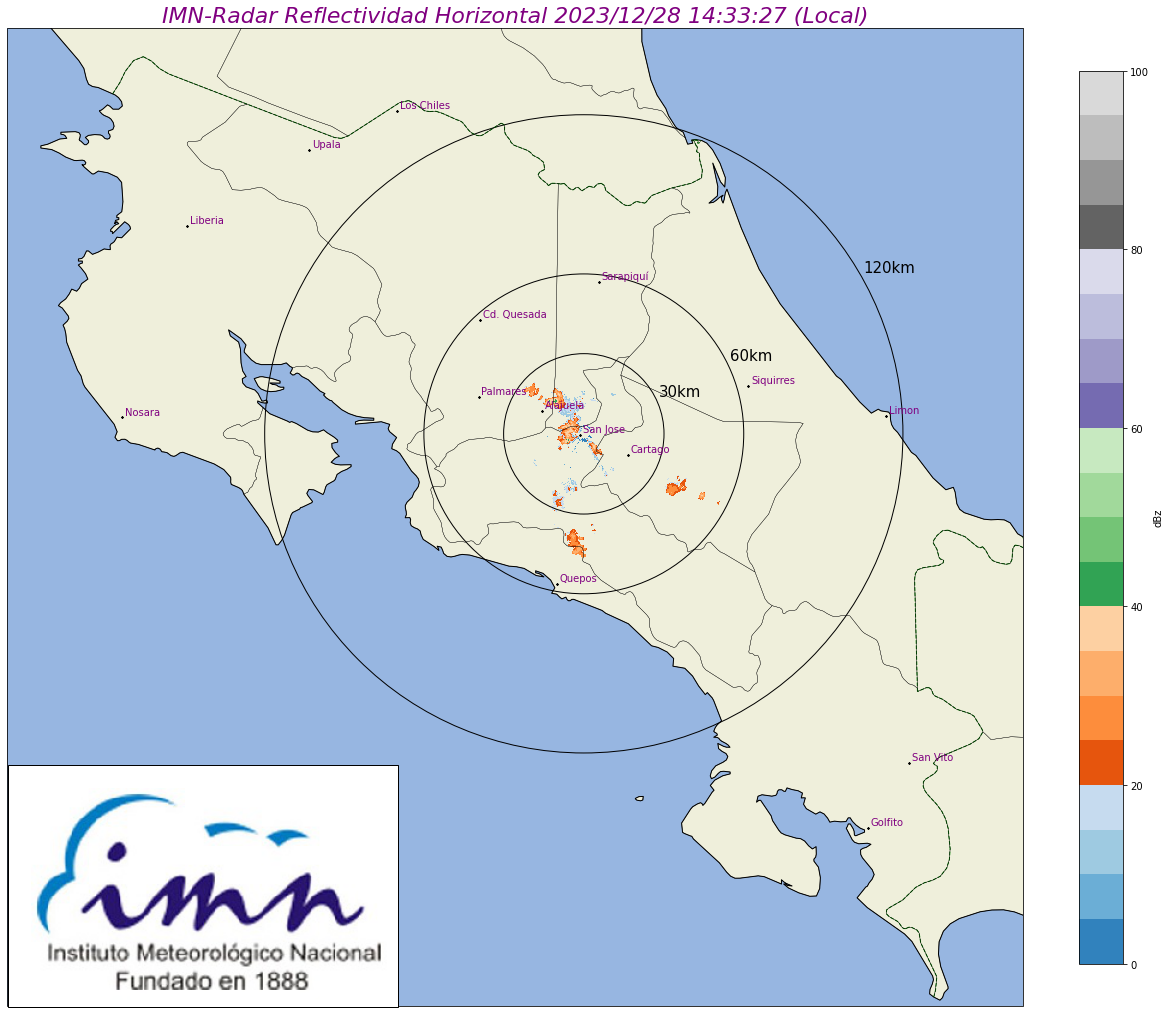 IMN-Radar Reflectividad Horizontal 2023/12/28 14:33:27 (Local)
Los Chiles
Upala
Liberia
120km
Sarapiquí
Cd. Quesada
60km
Siquirres
Palmares
30km
Alajuela
Nosara
Limon
San Jose
Cartago
Quepos
San Vito
Golfito
100
80
60
dBz
40
20
0
imn
Instituto Meteorológico Nacional
Fundado en 1888